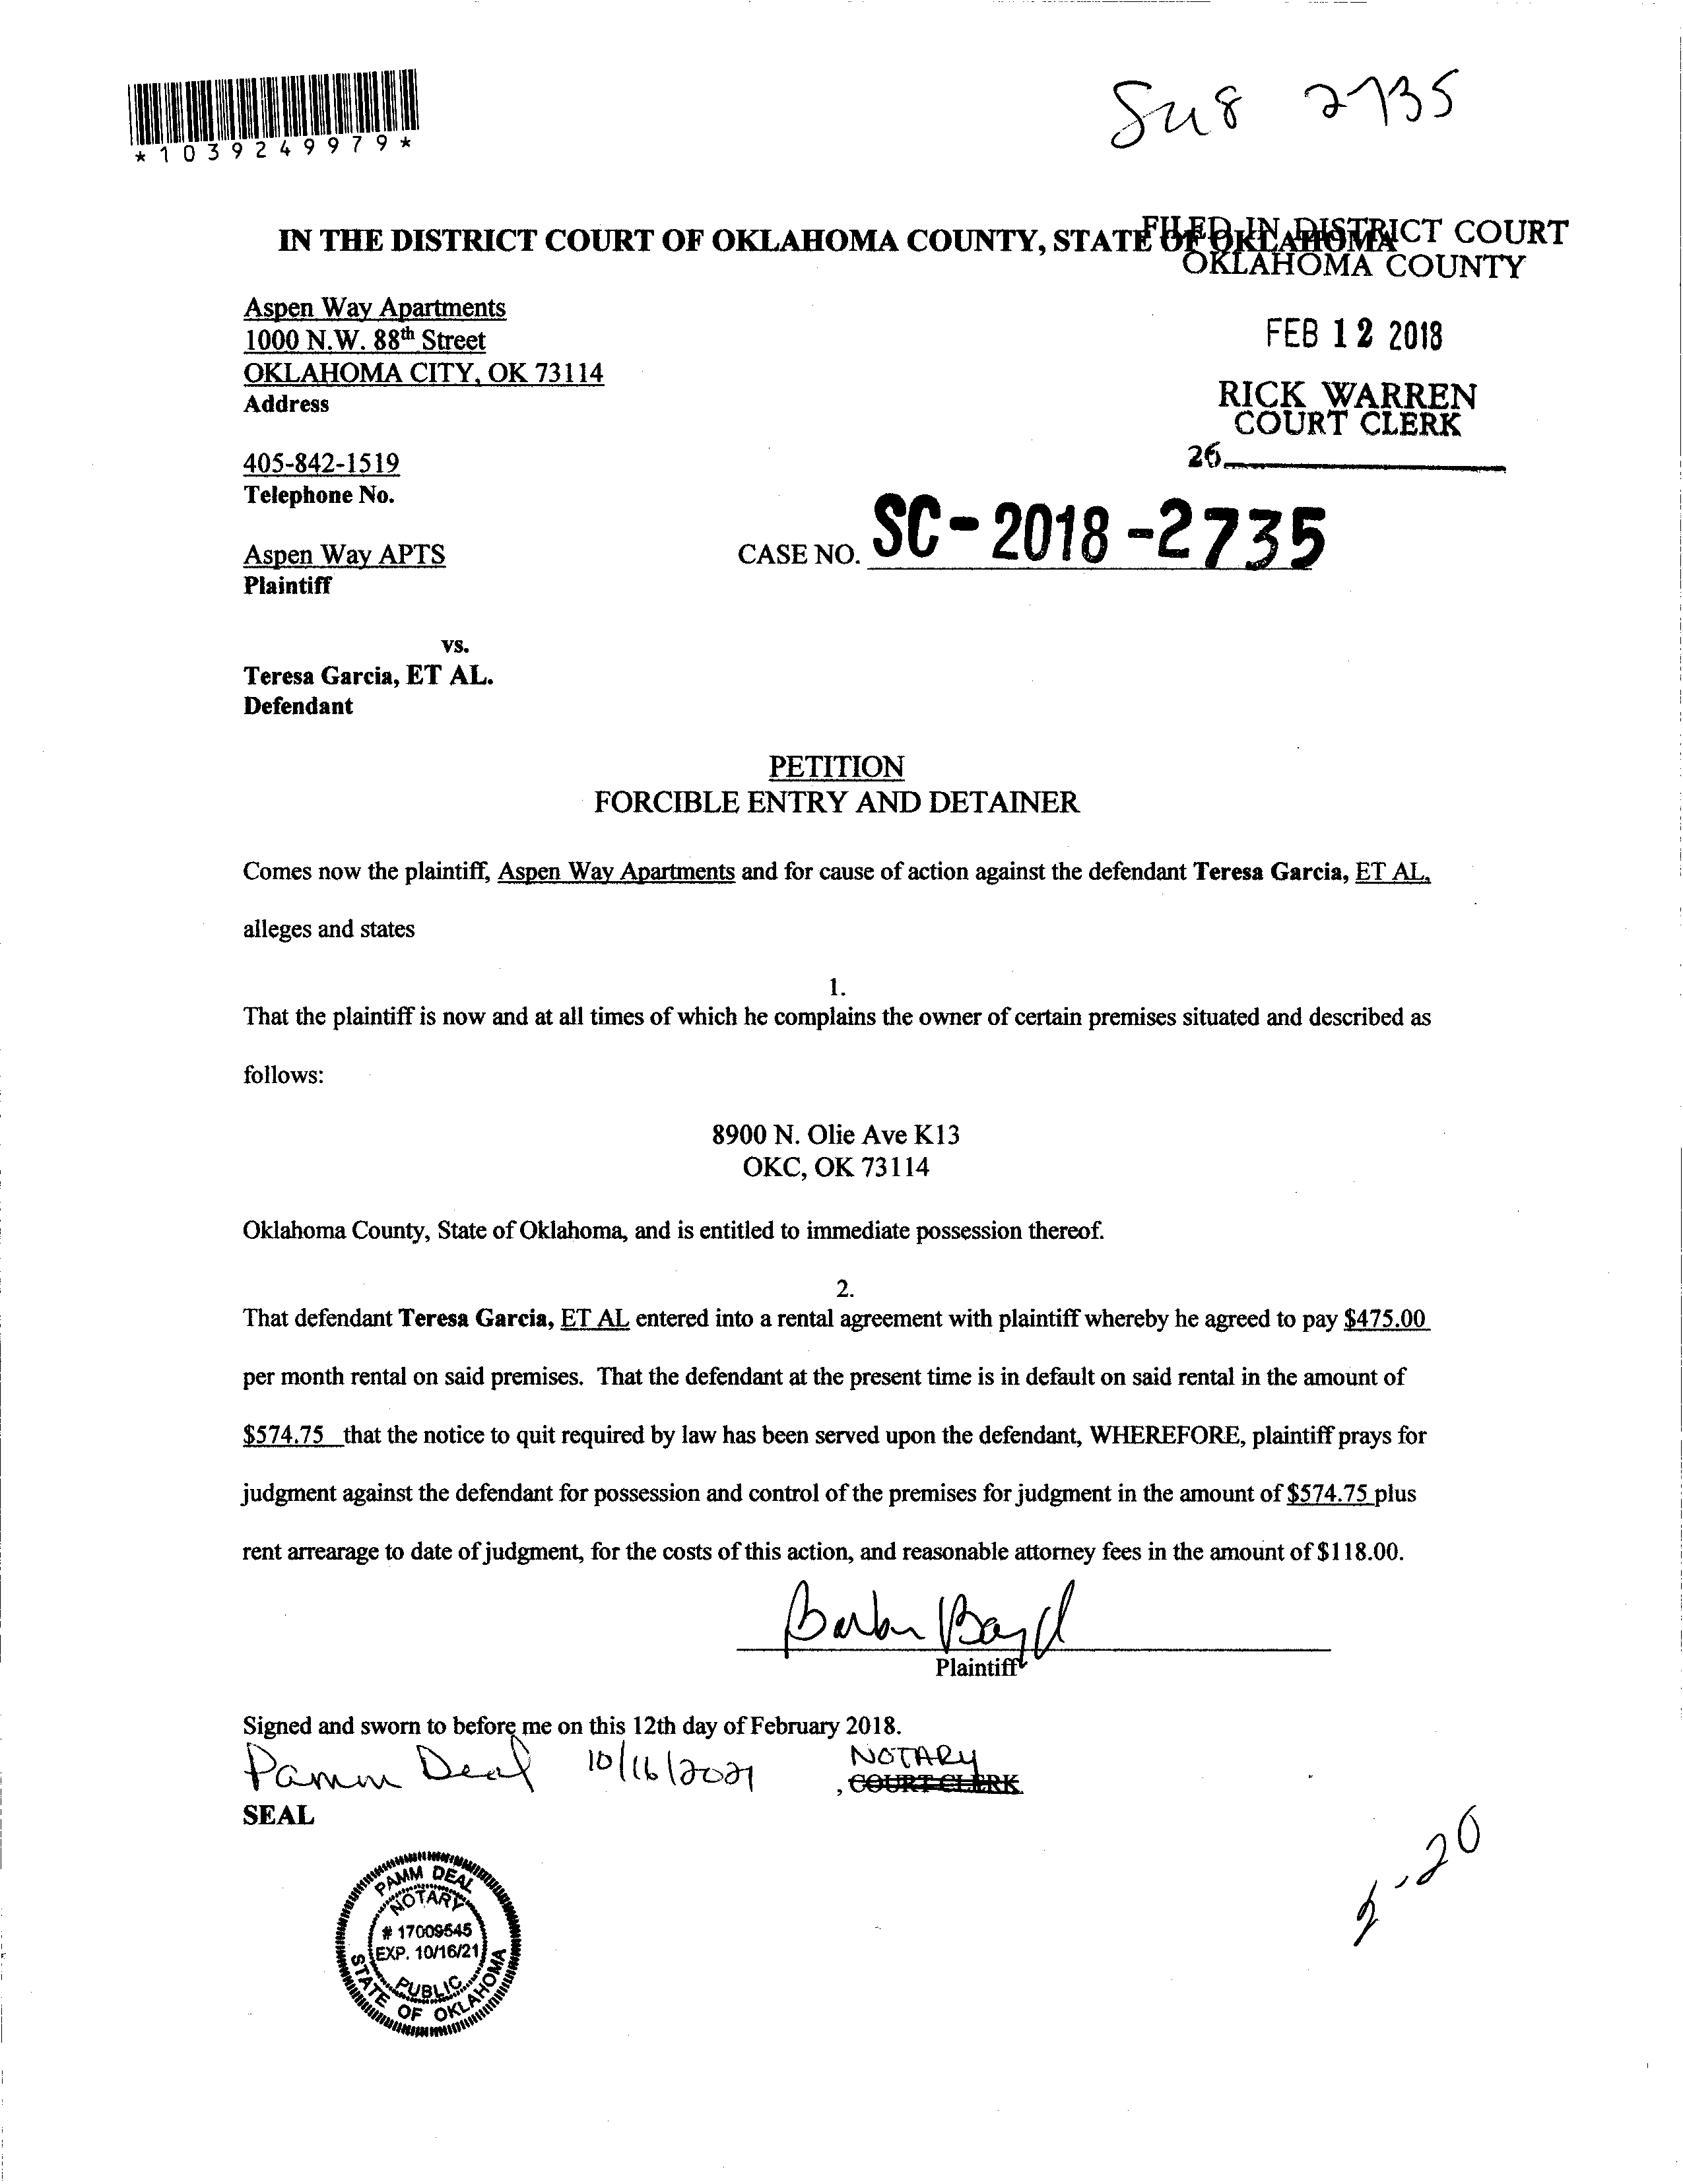 *1039249979*
IN THE DISTRICT COURT OF OKLAHOMA COUNTY, STATE OF OKLAHOMA
FILED IN DISTRICT COURT
OKLAHOMA COUNTY
FEB 12 2018
RICK WARREN
COURT CLERK
26
Aspen Way Apartments
1000 N.W. 88th Street
OKLAHOMA CITY, OK 73114
Address
405-842-1519
Telephone No.
CASE NO. SC-2018-2735
Aspen Way APTS
Plaintiff
vs.
Teresa Garcia, ET AL.
Defendant
PETITION
FORCIBLE ENTRY AND DETAINER
Comes now the plaintiff, Aspen Way Apartments and for cause of action against the defendant Teresa Garcia, ET AL,
alleges and states
1.
That the plaintiff is now and at all times of which he complains the owner of certain premises situated and described as
follows:
8900 N. Olie Ave K13
OKC, OK 73114
Oklahoma County, State of Oklahoma, and is entitled to immediate possession thereof.
2.
That defendant Teresa Garcia, ET AL entered into a rental agreement with plaintiff whereby he agreed to pay $475.00
per month rental on said premises. That the defendant at the present time is in default on said rental in the amount of
$574.75 that the notice to quit required by law has been served upon the defendant, WHEREFORE, plaintiff prays for
judgment against the defendant for possession and control of the premises for judgment in the amount of $574.75 plus
rent arrearage to date of judgment, for the costs of this action, and reasonable attorney fees in the amount of $118.00.
Plaintiff
Signed and sworn to before me on this 12th day of February 2018.
Pamm Deal 10/16/2021 NOTARY
, COURT CLERK
SEAL
PAMM DEAL
NOTARY
# 17009545
EXP. 10/16/21
PUBLIC
STATE OF OKLAHOMA